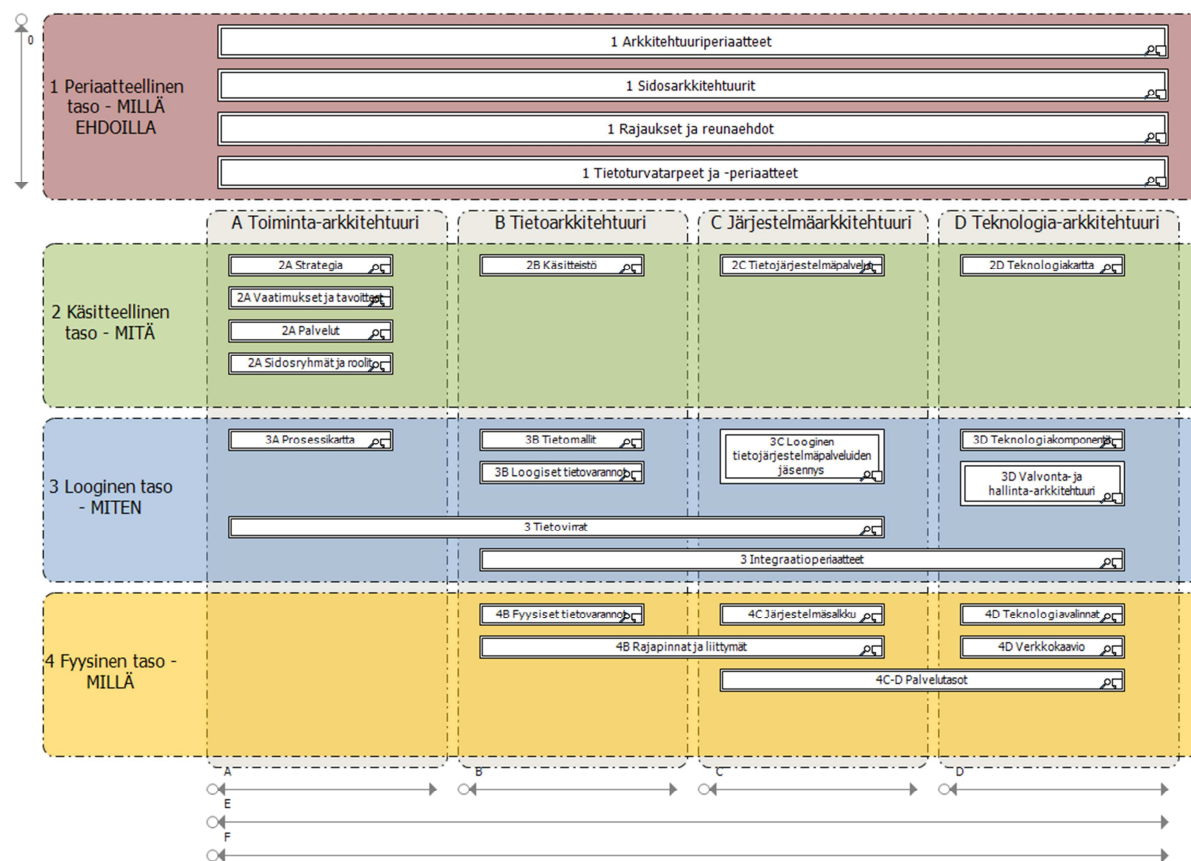 0
1 Periaatteellinen
taso - MILLÄ
EHDOILLA
1 Arkkitehtuuriperiaatteet
1 Sidosarkkitehtuurit
1 Rajaukset ja reunaehdot
1 Tietoturvatarpeet ja -periaatteet
A Toiminta-arkkitehtuuri
B Tietoarkkitehtuuri
C Järjestelmäarkkitehtuuri
D Teknologia-arkkitehtuuri
2 Käsitteellinen
taso - MITÄ
2A Strategia
2A Vaatimukset ja tavoitteet
2A Palvelut
2A Sidosryhmät ja roolit
2B Käsitteistö
2C Tietojärjestelmäpalvelut
2D Teknologiakartta
3 Looginen taso
- MITEN
3A Prosessikartta
3B Tietomallit
3B Loogiset tietovarannot
3C Looginen
tietojärjestelmäpalveluiden
jäsennys
3D Teknologiakomponentit
3D Valvonta- ja
hallinta-arkkitehtuuri
3 Tietovirrat
3 Integraatioperiaatteet
4 Fyysinen taso -
MILLÄ
4B Fyysiset tietovarannot
4C Järjestelmäsalkku
4D Teknologiavalinnat
4B Rajapinnat ja liittymät
4D Verkkokaavio
4C-D Palvelutasot
A
B
C
D
E
F